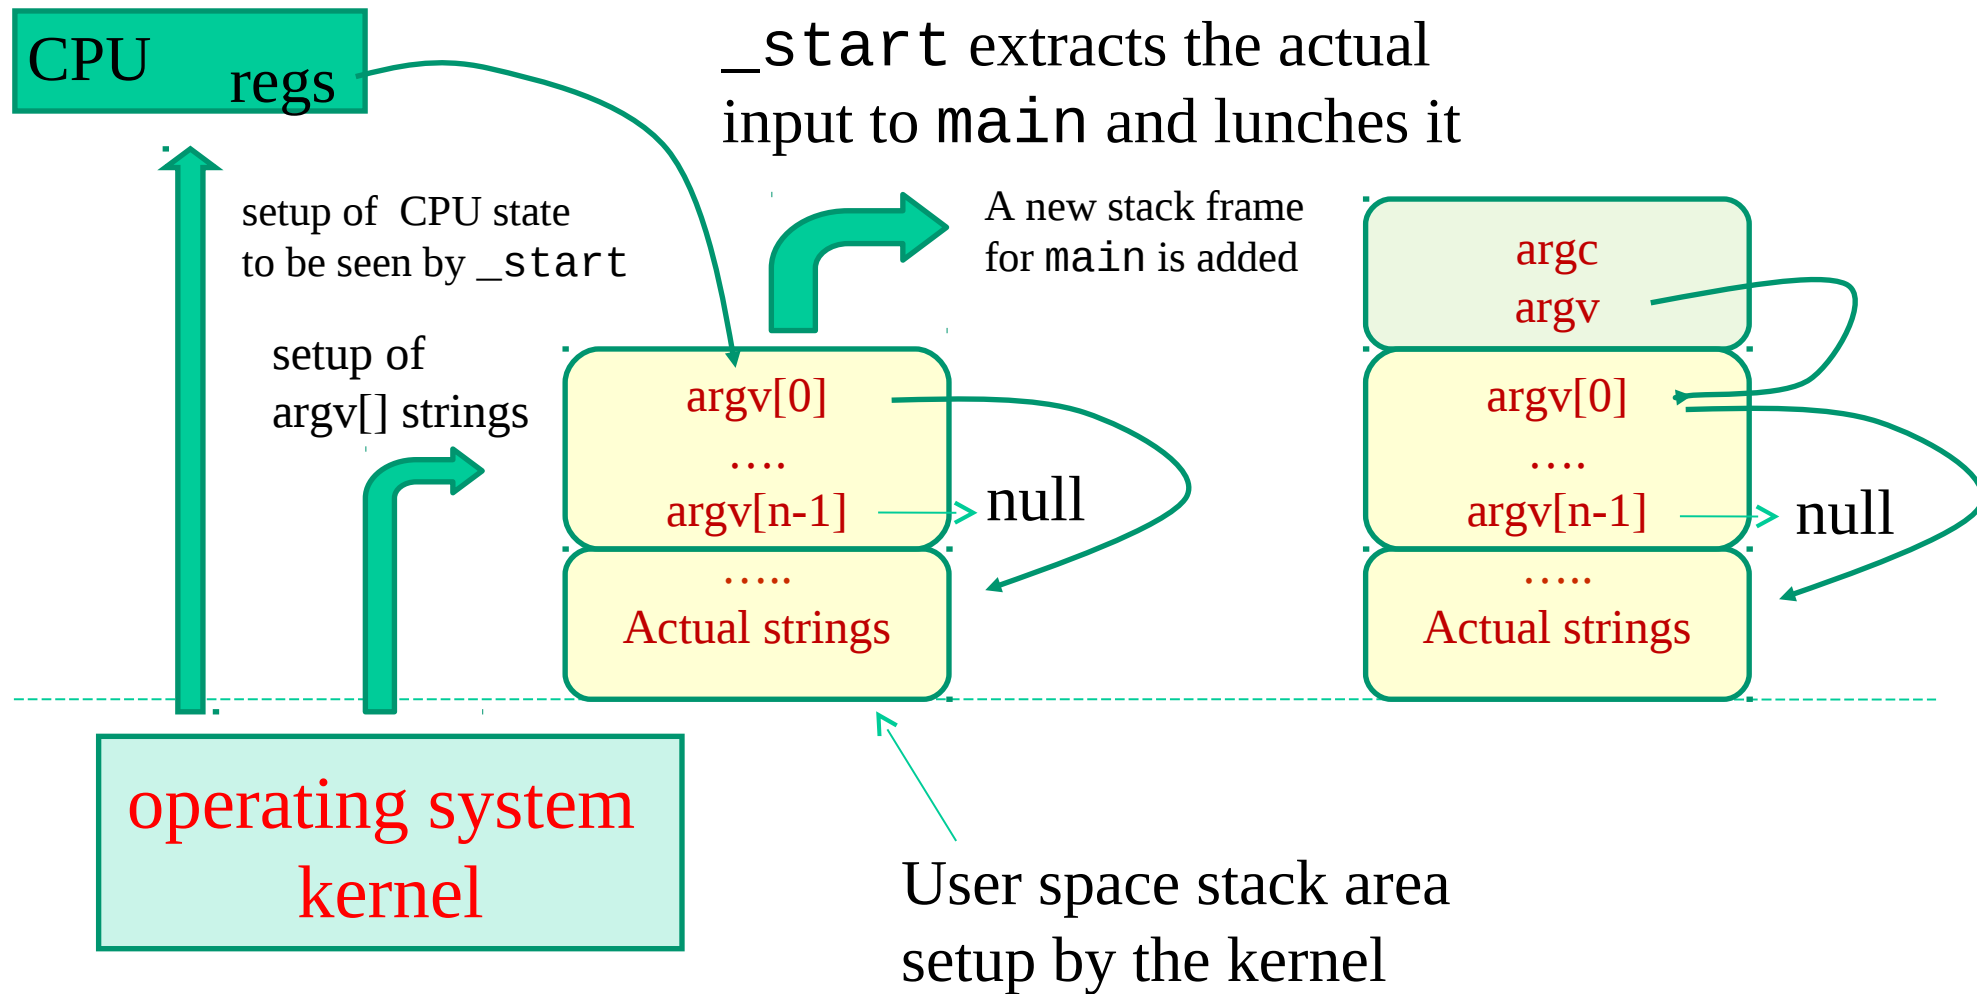 CPU
regs
_start extracts the actual
input to main and lunches it
setup of  CPU state
to be seen by _start
A new stack frame
for main is added
setup of
argv[] strings
argv[0]
....
argv[n-1]
null
.....
Actual strings
argc
argv
argv[0]
....
argv[n-1]
null
.....
Actual strings
operating system
kernel
User space stack area
setup by the kernel